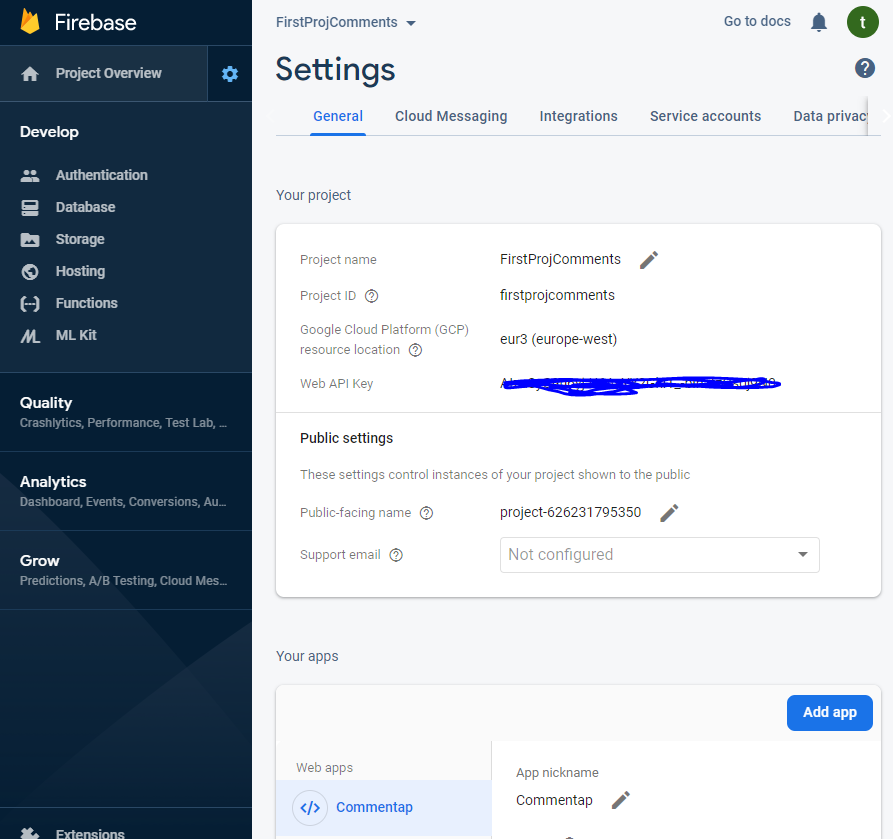 Firebase
Project Overview
Develop
Authentication
Database
Storage
Hosting
Functions
ML Kit
Quality
Crashlytics, Performance, Test Lab, ...
Analytics
Dashboard, Events, Conversions, Au...
Grow
Predictions, A/B Testing, Cloud Mes...
Extensions
FirstProjComments
Go to docs
t
Settings
General Cloud Messaging Integrations Service accounts Data privac
Your project
Project name FirstProjComments
Project ID firstprojcomments
Google Cloud Platform (GCP)
resource location eur3 (europe-west)
Web API Key
Public settings
These settings control instances of your project shown to the public
Public-facing name project-626231795350
Support email Not configured
Your apps
Add app
Web apps
Commentap
App nickname
Commentap